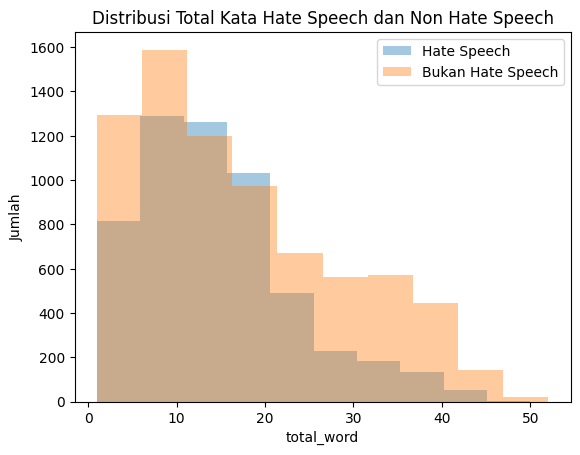 Distribusi Total Kata Hate Speech dan Non Hate Speech
Hate Speech
Bukan Hate Speech
1600
1400
1200
1000
800
600
400
200
0
Jumlah
0 10 20 30 40 50
total_word